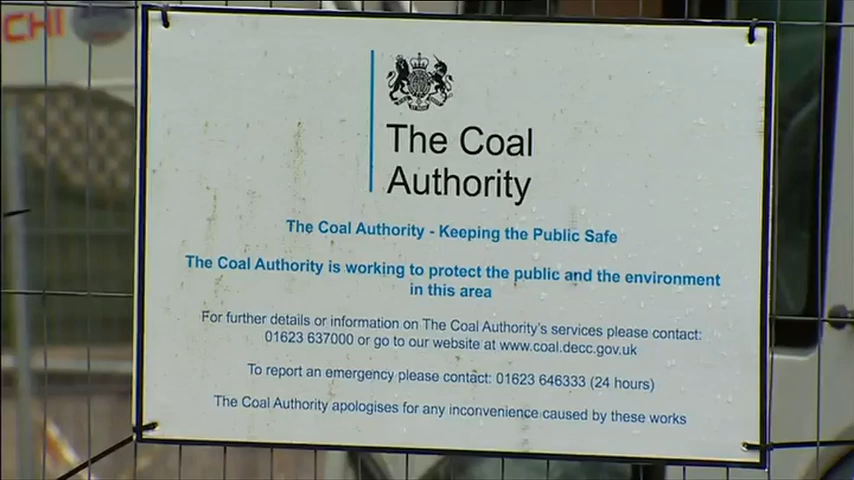 CHI
The Coal
Authority
The Coal Authority - Keeping the Public Safe
The Coal Authority is working to protect the public and the environment
in this area
For further details or information on The Coal Authority's services please contact:
01623 637000 or go to our website at www.coal.decc.gov.uk
To report an emergency please contact: 01623 646333 (24 hours)
The Coal Authority apologises for any inconvenience caused by these works